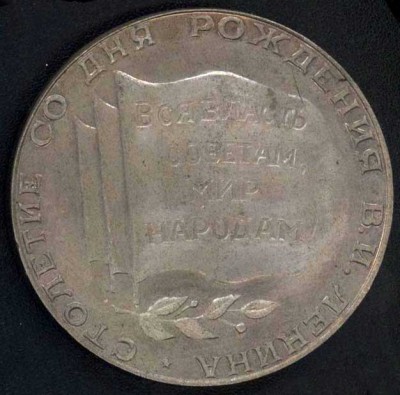 СТОЛЕТИЕ СО ДНЯ РОЖДЕНИЯ В.И.ЛЕНИНА
ВСЯ ВЛАСТЬ
СОВЕТАМ,
МИР
НАРОДАМ!